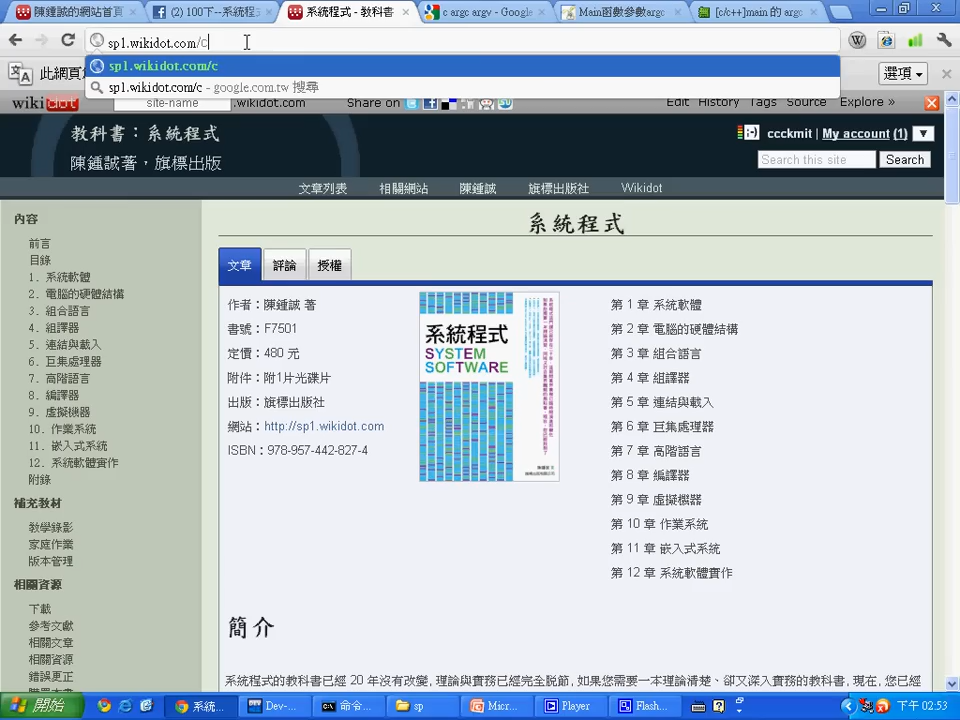 陳鍾誠的網站首頁
(2) 100下--系統程
系統程式 - 教科書
c argc argv - Google
Main函數參數argc
[c/c++]main 的 argc
sp1.wikidot.com/c
sp1.wikidot.com/c
sp1.wikidot.com/c - google.com.tw 搜尋
此網頁
選項
wikidot
site-name
.wikidot.com
Share on
Edit History Tags Source Explore »
教科書：系統程式
陳鍾誠著，旗標出版
ccckmit | My account (1)
Search this site
Search
文章列表
相關網站
陳鍾誠
旗標出版社
Wikidot
內容
前言
目錄
1. 系統軟體
2. 電腦的硬體結構
3. 組合語言
4. 組譯器
5. 連結與載入
6. 巨集處理器
7. 高階語言
8. 編譯器
9. 虛擬機器
10. 作業系統
11. 嵌入式系統
12. 系統軟體實作
附錄
補充教材
教學錄影
家庭作業
版本管理
相關資源
下載
參考文獻
相關文章
相關資源
錯誤更正
系統程式
文章
評論
授權
作者：陳鍾誠 著
書號：F7501
定價：480 元
附件：附1片光碟片
出版：旗標出版社
網站：http://sp1.wikidot.com
ISBN：978-957-442-827-4
系統程式
SYSTEM
SOFTWARE
第 1 章 系統軟體
第 2 章 電腦的硬體結構
第 3 章 組合語言
第 4 章 組譯器
第 5 章 連結與載入
第 6 章 巨集處理器
第 7 章 高階語言
第 8 章 編譯器
第 9 章 虛擬機器
第 10 章 作業系統
第 11 章 嵌入式系統
第 12 章 系統軟體實作
簡介
系統程式的教科書已經 20 年沒有改變, 理論與實務已經完全脫節, 如果您需要一本理論清楚、卻又深入實務的教科書, 現在, 您已經
開始
系統...
Dev-...
命令...
sp
Micr...
Player
Flash...
下午 02:53